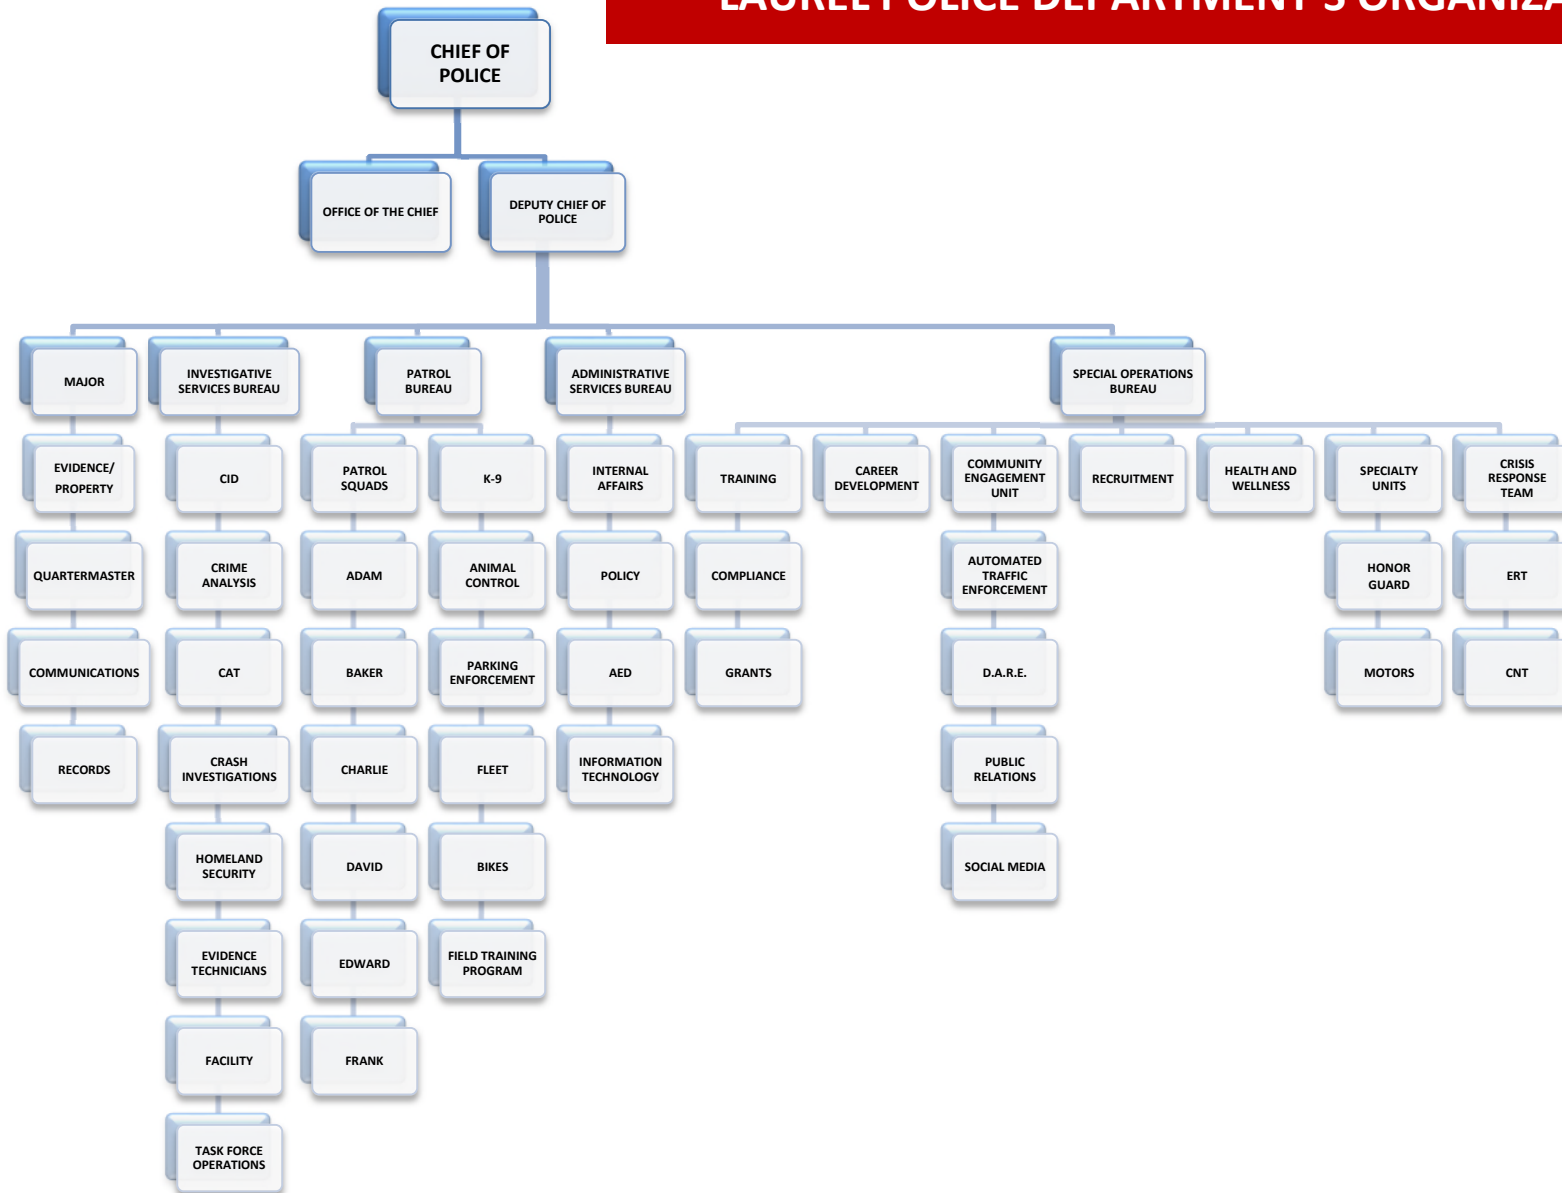 LAUREL POLICE DEPARTMENT'S
CHIEF OF
POLICE
OFFICE OF THE CHIEF
DEPUTY CHIEF OF
POLICE
MAJOR
INVESTIGATIVE
SERVICES BUREAU
PATROL
BUREAU
ADMINISTRATIVE
SERVICES BUREAU
SPECIAL OPERATIONS
BUREAU
EVIDENCE/
PROPERTY
CID
PATROL
SQUADS
K-9
INTERNAL
AFFAIRS
TRAINING
CAREER
DEVELOPMENT
COMMUNITY
ENGAGEMENT
UNIT
RECRUITMENT
HEALTH AND
WELLNESS
SPECIALTY
UNITS
CRISIS
RESPONSE
TEAM
QUARTERMASTER
CRIME
ANALYSIS
ADAM
ANIMAL
CONTROL
POLICY
COMPLIANCE
AUTOMATED
TRAFFIC
ENFORCEMENT
HONOR
GUARD
ERT
COMMUNICATIONS
CAT
BAKER
PARKING
ENFORCEMENT
AED
GRANTS
D.A.R.E.
MOTORS
CNT
RECORDS
CRASH
INVESTIGATIONS
CHARLIE
FLEET
INFORMATION
TECHNOLOGY
PUBLIC
RELATIONS
HOMELAND
SECURITY
DAVID
BIKES
SOCIAL MEDIA
EVIDENCE
TECHNICIANS
EDWARD
FIELD TRAINING
PROGRAM
FACILITY
FRANK
TASK FORCE
OPERATIONS